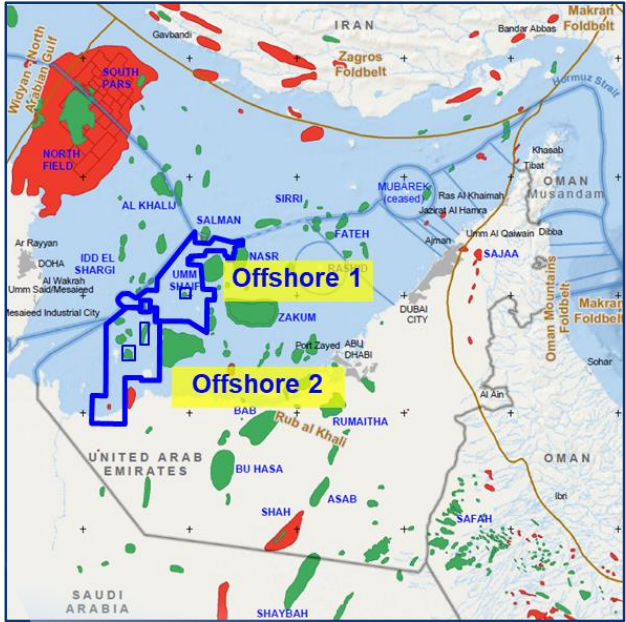 IRAN
Makran
Foldbelt
Gavbandi
Bandar Abbas
Widyan-North
Arabian Gulf
Zagros
Foldbelt
SOUTH
PARS
Hormuz Strait
NORTH
FIELD
Khasab
Tibat
MUBAREK
(ceased)
OMAN
Musandam
AL KHALIJ
SIRRI
Ras Al Khaimah
Jazirat Al Hamra
SALMAN
FATEH
Umm Al Qaiwain
Dibba
Ajman
Ar Rayyan
DOHA
IDD EL
SHARGI
NASR
SAJAA
Al Wakrah
UMM
SHAIF
RASHID
Umm Said/Mesaieed
Offshore 1
Makran
Foldbelt
Mesaieed Industrial City
ZAKUM
DUBAI
CITY
Oman Mountains
Foldbelt
Port Zayed
ABU
DHABI
Sohar
Offshore 2
Al Ain
BAB
Rub al Khali
RUMAITHA
UNITED ARAB
EMIRATES
OMAN
BU HASA
Ibri
ASAB
SHAH
SAFAH
SAUDI
ARABIA
SHAYBAH